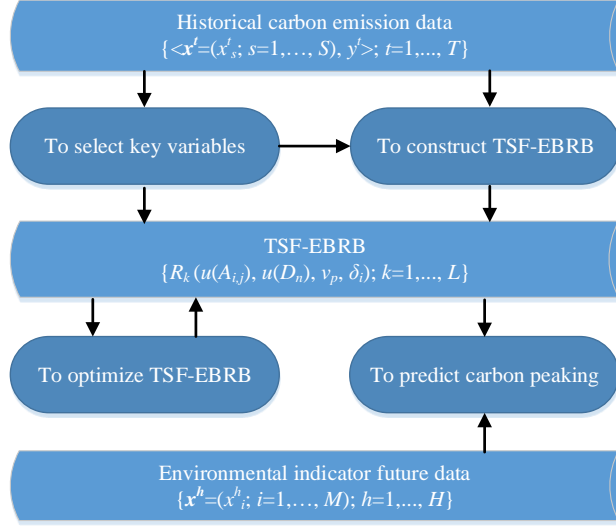 Historical carbon emission data
{<x^t=(x^t_s; s=1,…, S), y^t>; t=1,..., T}
To select key variables
To construct TSF-EBRB
TSF-EBRB
{R_k (u(A_{i,j}), u(D_n), v_p, δ_i); k=1,..., L}
To optimize TSF-EBRB
To predict carbon peaking
Environmental indicator future data
{x^h=(x^h_i; i=1,…, M); h=1,..., H}